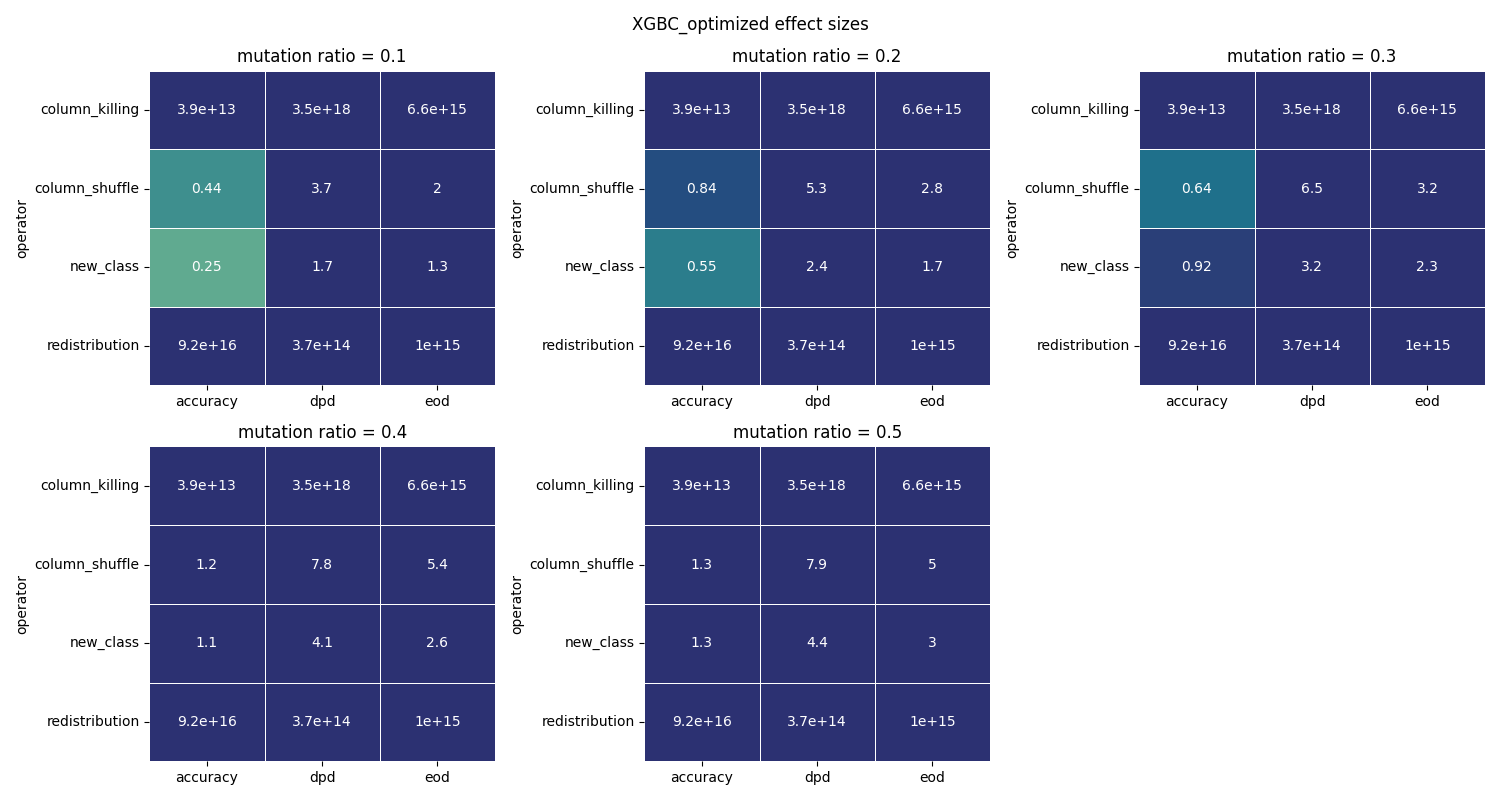 XGBC_optimized effect sizes
mutation ratio = 0.1
operator
column_killing 3.9e+13 3.5e+18 6.6e+15
column_shuffle 0.44 3.7 2
new_class 0.25 1.7 1.3
redistribution 9.2e+16 3.7e+14 1e+15
accuracy dpd eod
mutation ratio = 0.2
operator
column_killing 3.9e+13 3.5e+18 6.6e+15
column_shuffle 0.84 5.3 2.8
new_class 0.55 2.4 1.7
redistribution 9.2e+16 3.7e+14 1e+15
accuracy dpd eod
mutation ratio = 0.3
operator
column_killing 3.9e+13 3.5e+18 6.6e+15
column_shuffle 0.64 6.5 3.2
new_class 0.92 3.2 2.3
redistribution 9.2e+16 3.7e+14 1e+15
accuracy dpd eod
mutation ratio = 0.4
operator
column_killing 3.9e+13 3.5e+18 6.6e+15
column_shuffle 1.2 7.8 5.4
new_class 1.1 4.1 2.6
redistribution 9.2e+16 3.7e+14 1e+15
accuracy dpd eod
mutation ratio = 0.5
operator
column_killing 3.9e+13 3.5e+18 6.6e+15
column_shuffle 1.3 7.9 5
new_class 1.3 4.4 3
redistribution 9.2e+16 3.7e+14 1e+15
accuracy dpd eod